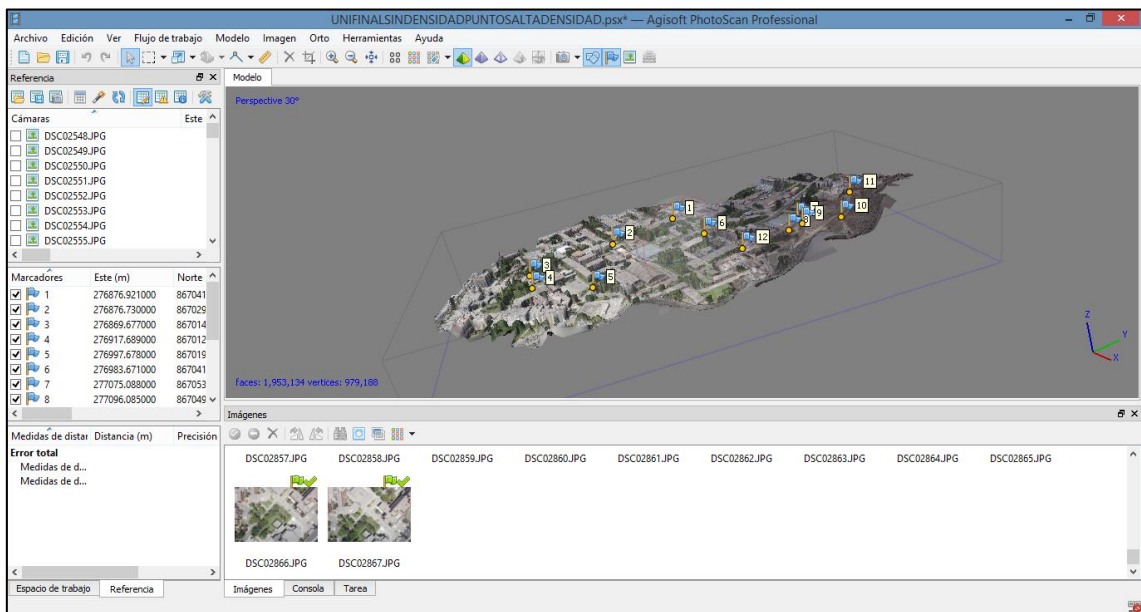 UNIFINALSINDENSIDADPUNTOSALTADENSIDAD.psx* — Agisoft PhotoScan Professional
Archivo Edición Ver Flujo de trabajo Modelo Imagen Orto Herramientas Ayuda
Referencia
Cámaras Este
DSC02548.JPG
DSC02549.JPG
DSC02550.JPG
DSC02551.JPG
DSC02552.JPG
DSC02553.JPG
DSC02554.JPG
DSC02555.JPG
Marcadores Este (m) Norte
1 276876.921000 867041
2 276876.730000 867029
3 276869.677000 867014
4 276917.689000 867012
5 276997.678000 867019
6 276983.671000 867041
7 277075.088000 867053
8 277096.085000 867049
Medidas de distar Distancia (m) Precisión
Error total
Medidas de d...
Medidas de d...
Espacio de trabajo Referencia
Modelo
Perspective 30°
11
1
10
6
9
8
2
12
3
4
5
Z
Y
X
faces: 1,953,134 vertices: 979,188
Imágenes
DSC02857.JPG DSC02858.JPG DSC02859.JPG DSC02860.JPG DSC02861.JPG DSC02862.JPG DSC02863.JPG DSC02864.JPG DSC02865.JPG
DSC02866.JPG DSC02867.JPG
Imágenes Consola Tarea